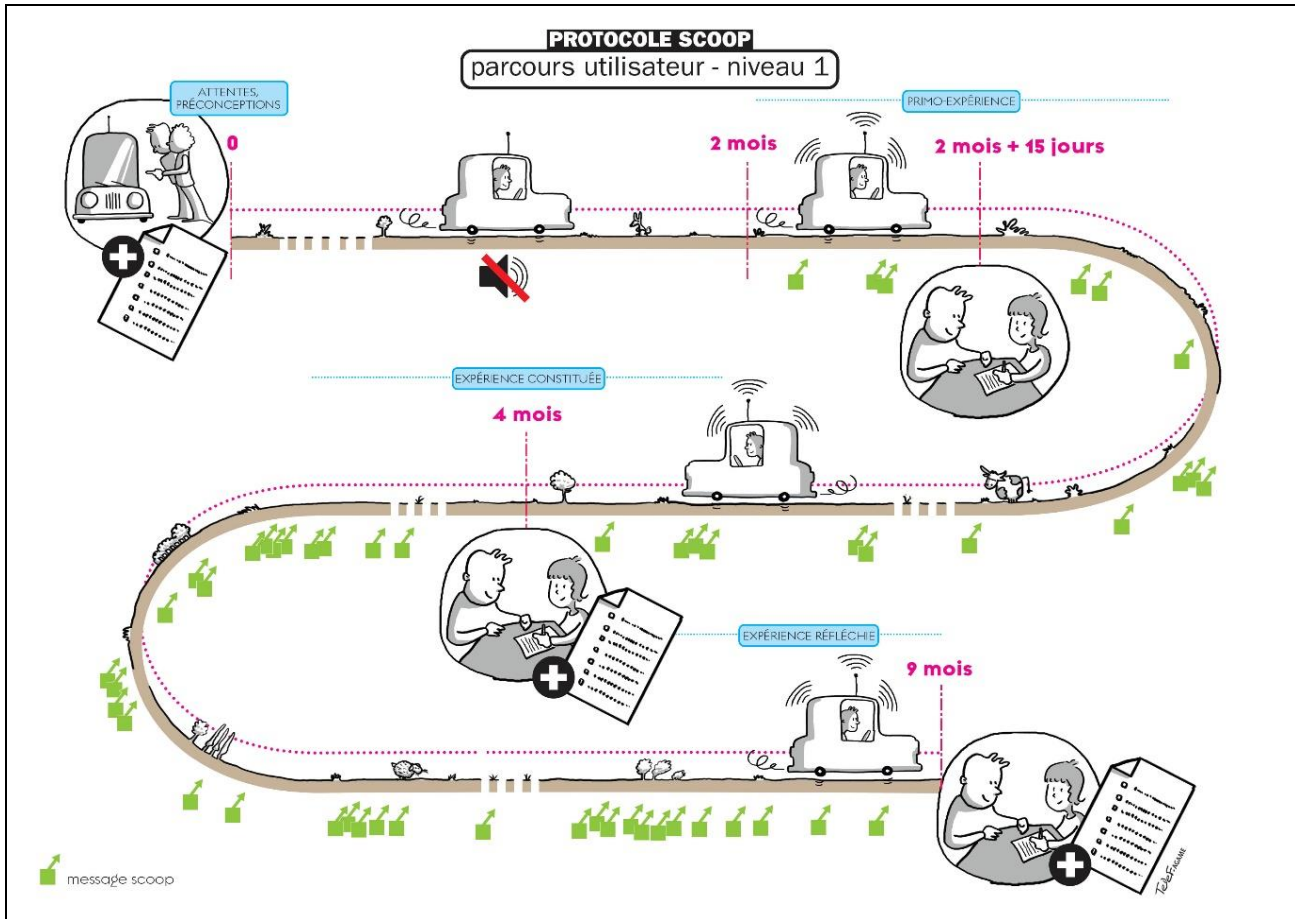 PROTOCOLE SCOOP
parcours utilisateur - niveau 1
ATTENTES,
PRÉCONCEPTIONS
PRIMO-EXPÉRIENCE
0
2 mois
2 mois + 15 jours
EXPÉRIENCE CONSTITUÉE
4 mois
EXPÉRIENCE RÉFLÉCHIE
9 mois
message scoop